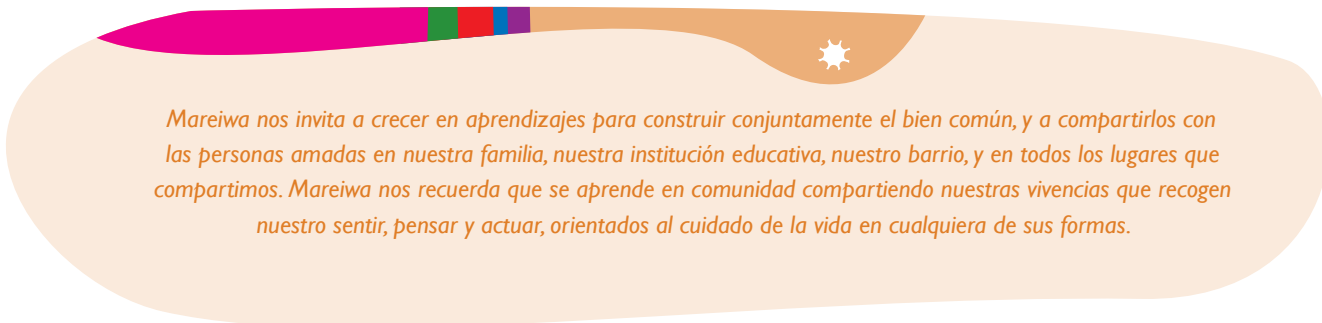 Mareiwa nos invita a crecer en aprendizajes para construir conjuntamente el bien común, y a compartirlos con
las personas amadas en nuestra familia, nuestra institución educativa, nuestro barrio, y en todos los lugares que
compartimos. Mareiwa nos recuerda que se aprende en comunidad compartiendo nuestras vivencias que recogen
nuestro sentir, pensar y actuar, orientados al cuidado de la vida en cualquiera de sus formas.